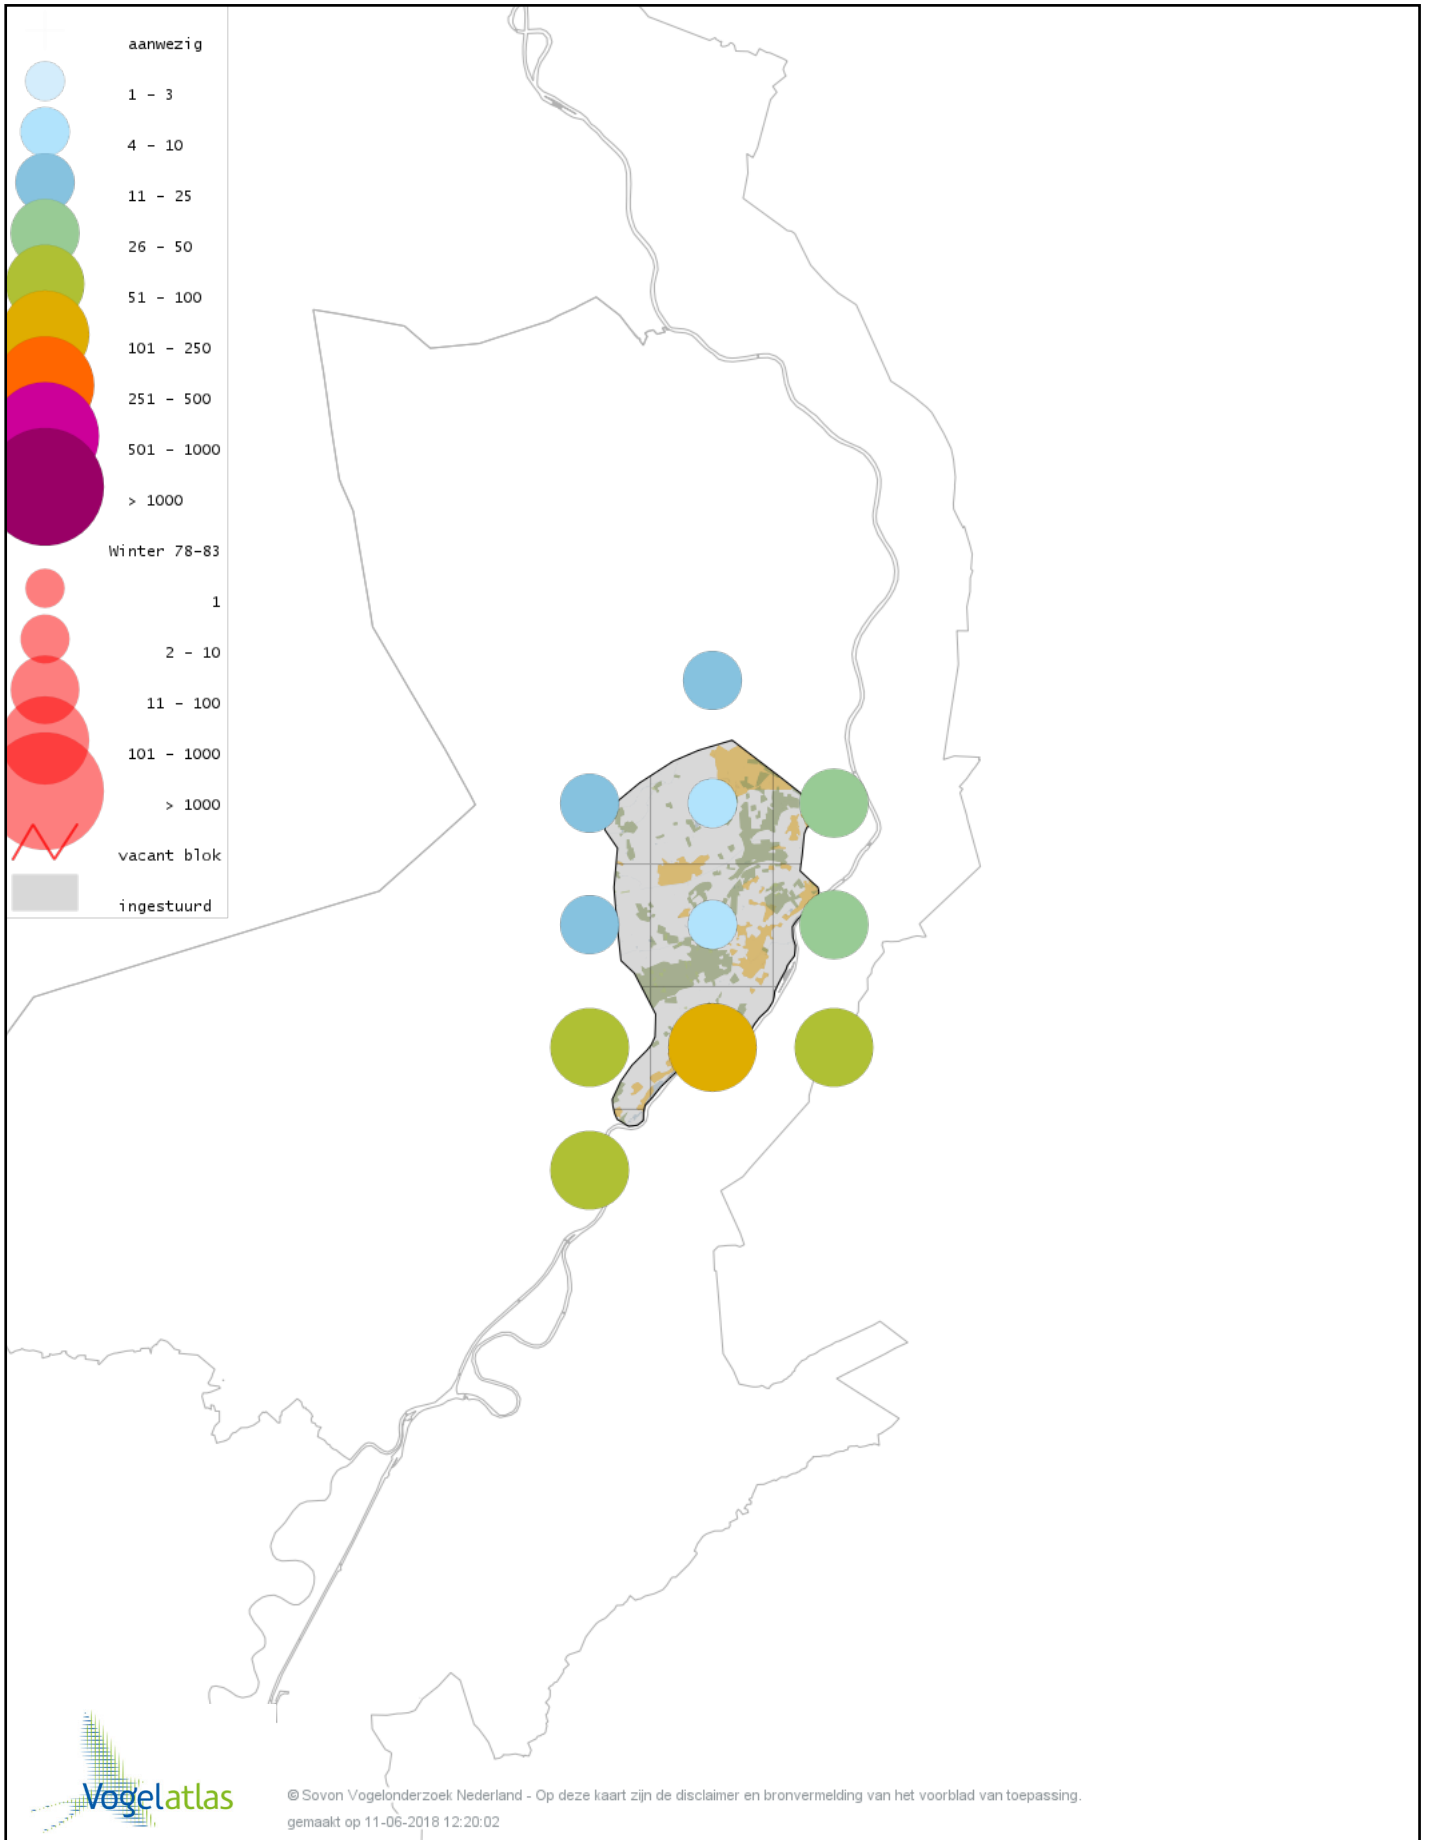 aanwezig
1 - 3
4 - 10
11 - 25
26 - 50
51 - 100
101 - 250
251 - 500
501 - 1000
> 1000
Winter 78-83
1
2 - 10
11 - 100
101 - 1000
> 1000
vacant blok
ingestuurd
Vogelatlas
© Sovon Vogelonderzoek Nederland - Op deze kaart zijn de disclaimer en bronvermelding van het voorblad van toepassing.
gemaakt op 11-06-2018 12:20:02